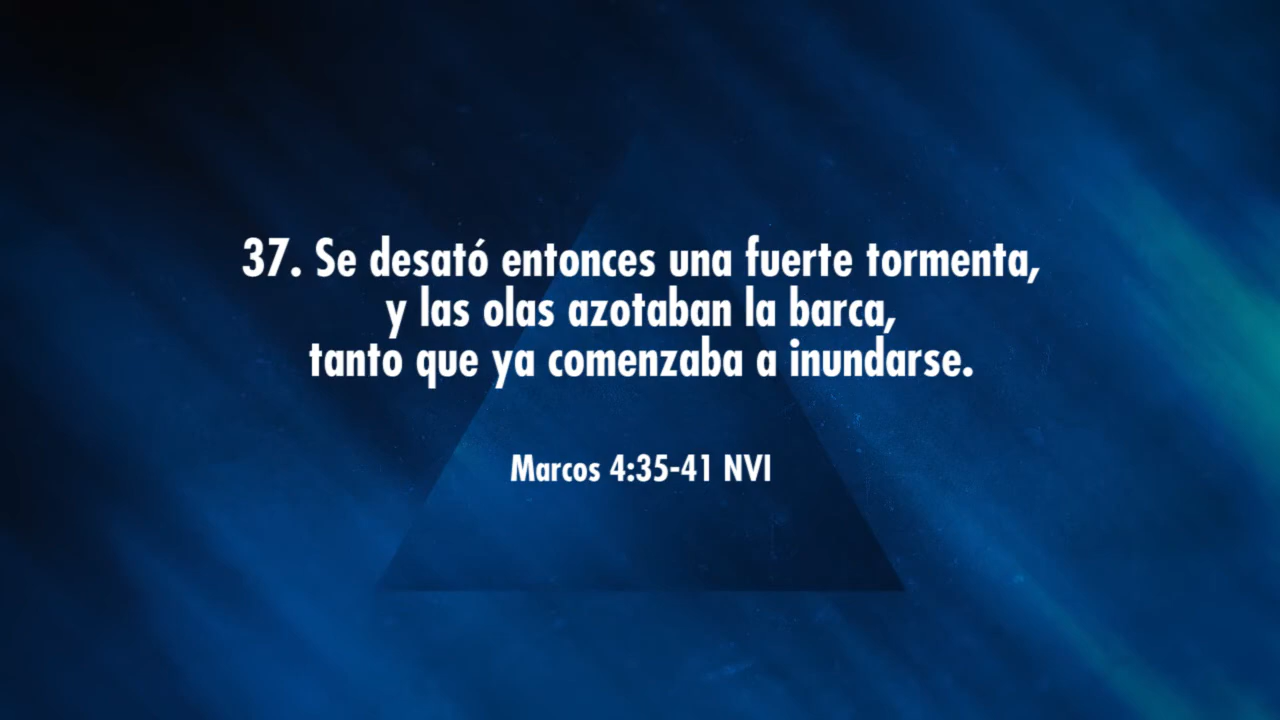 37. Se desató entonces una fuerte tormenta,
y las olas azotaban la barca,
tanto que ya comenzaba a inundarse.
Marcos 4:35-41 NVI